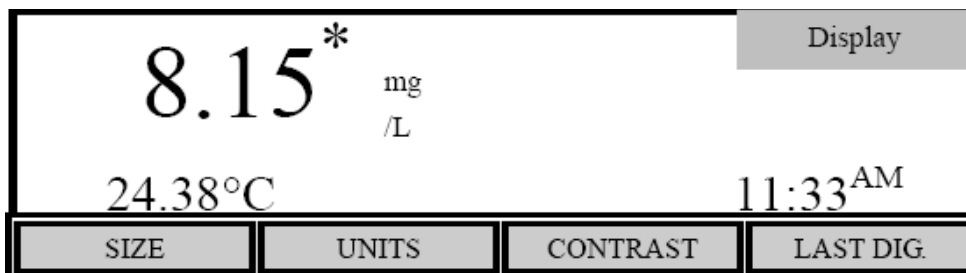 Display
8.15*
mg
/L
24.38°C 11:33AM
SIZE UNITS CONTRAST LAST DIG.